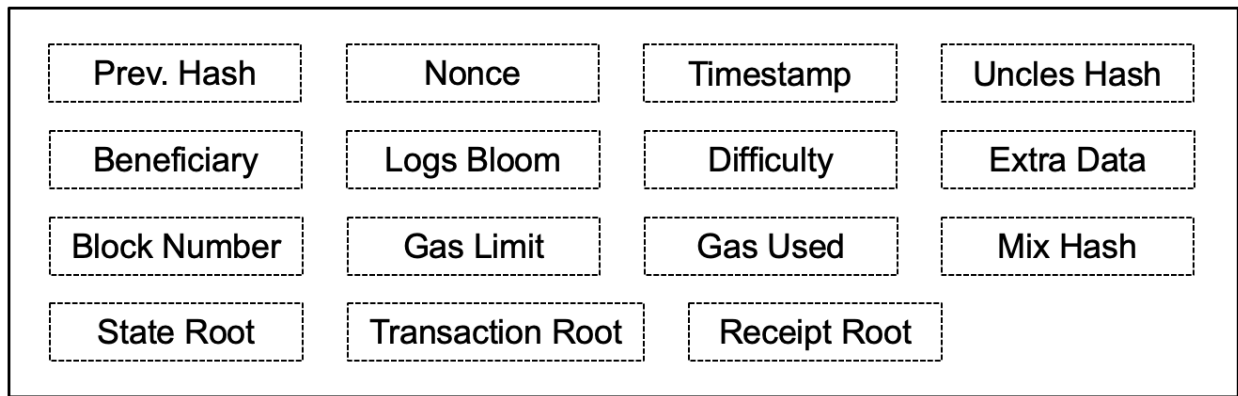 Prev. Hash Nonce Timestamp Uncles Hash
Beneficiary Logs Bloom Difficulty Extra Data
Block Number Gas Limit Gas Used Mix Hash
State Root Transaction Root Receipt Root